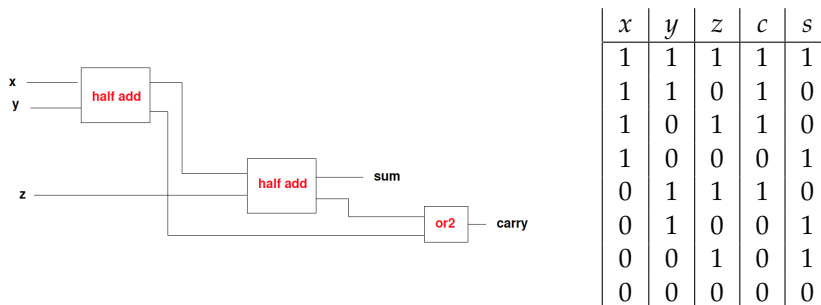 x
half add
y
half add
sum
z
or2
carry
x y z c s
1 1 1 1 1
1 1 0 1 0
1 0 1 1 0
1 0 0 0 1
0 1 1 1 0
0 1 0 0 1
0 0 1 0 1
0 0 0 0 0